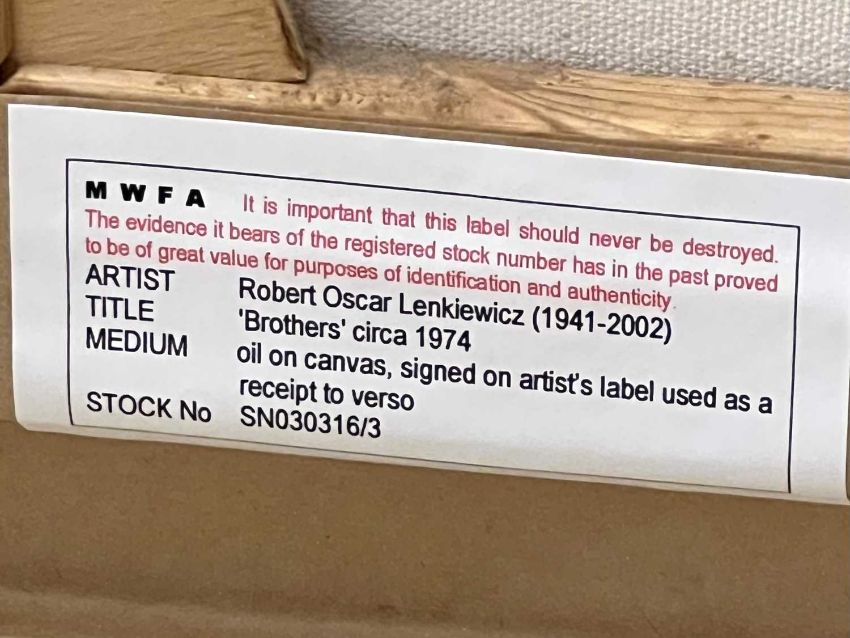 MWFA It is important that this label should never be destroyed.
The evidence it bears of the registered stock number has in the past proved
to be of great value for purposes of identification and authenticity.
ARTIST Robert Oscar Lenkiewicz (1941-2002)
TITLE 'Brothers' circa 1974
MEDIUM oil on canvas, signed on artist's label used as a
receipt to verso
STOCK No SN030316/3